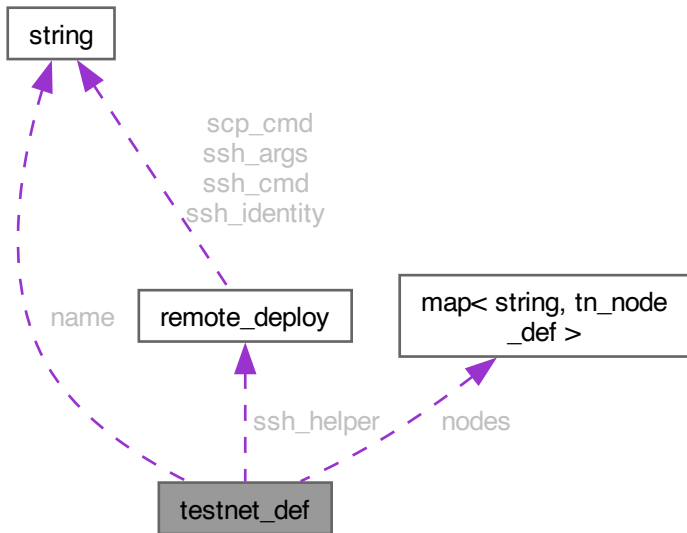 string
scp_cmd
ssh_args
ssh_cmd
ssh_identity
name
remote_deploy
map< string, tn_node
_def >
ssh_helper
nodes
testnet_def